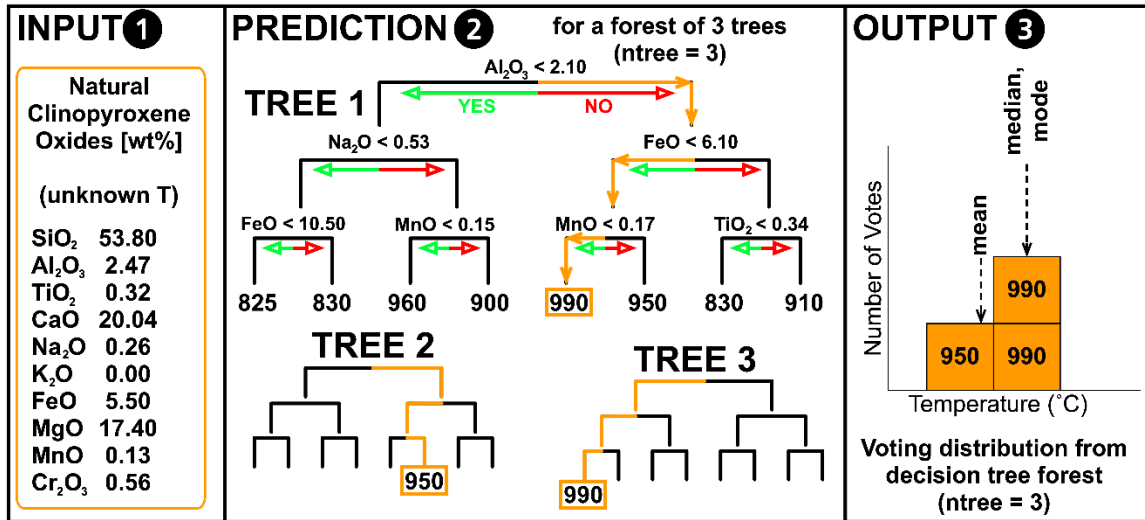 INPUT 1
Natural
Clinopyroxene
Oxides [wt%]
(unknown T)
SiO₂ 53.80
Al₂O₃ 2.47
TiO₂ 0.32
CaO 20.04
Na₂O 0.26
K₂O 0.00
FeO 5.50
MgO 17.40
MnO 0.13
Cr₂O₃ 0.56
PREDICTION 2
for a forest of 3 trees
(ntree = 3)
Al₂O₃ < 2.10
TREE 1
YES NO
Na₂O < 0.53 FeO < 6.10
FeO < 10.50 MnO < 0.15 MnO < 0.17 TiO₂ < 0.34
825 830 960 900 990 950 830 910
TREE 2
950
TREE 3
990
OUTPUT 3
median,
mode
mean
Number of Votes
990
950 990
Temperature (˚C)
Voting distribution from
decision tree forest
(ntree = 3)